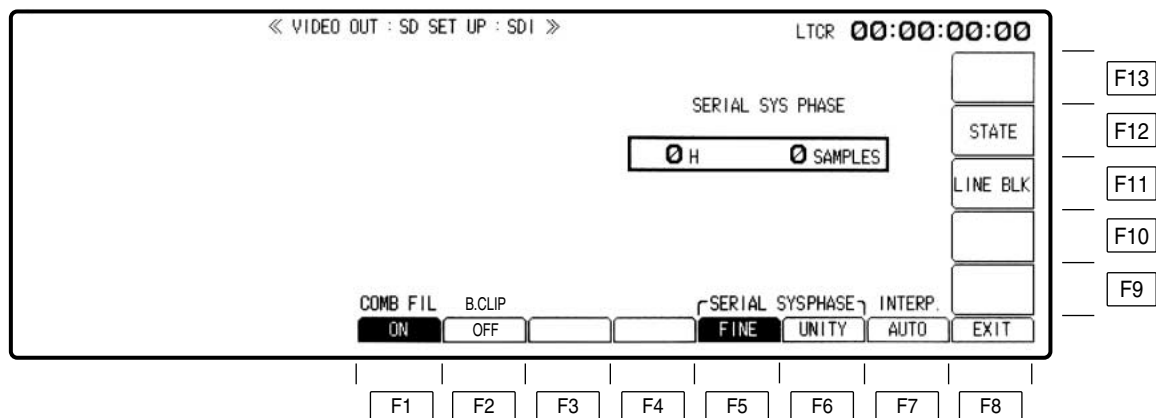 ≪ VIDEO OUT : SD SET UP : SDI ≫
LTCR 00:00:00:00
F13
SERIAL SYS PHASE
STATE
F12
0 H 0 SAMPLES
LINE BLK
F11
F10
F9
COMB FIL B.CLIP SERIAL SYSPHASE INTERP.
ON OFF FINE UNITY AUTO EXIT
F1 F2 F3 F4 F5 F6 F7 F8